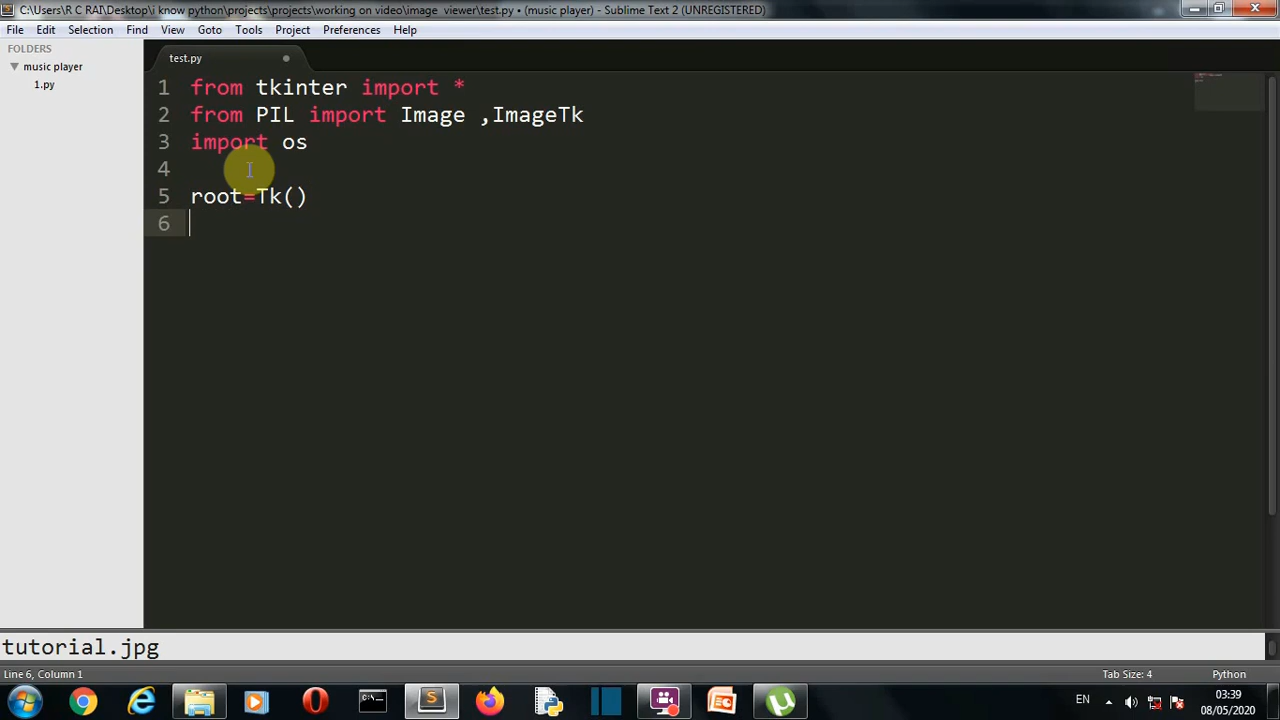 C:\Users\R C RAI\Desktop\i know python\projects\projects\working on video\image_viewer\test.py • (music player) - Sublime Text 2 (UNREGISTERED)
File Edit Selection Find View Goto Tools Project Preferences Help
FOLDERS
music player
1.py
test.py
1 from tkinter import *
2 from PIL import Image ,ImageTk
3 import os
4
5 root=Tk()
6
tutorial.jpg
Line 6, Column 1
Tab Size: 4
Python
EN
03:39
08/05/2020